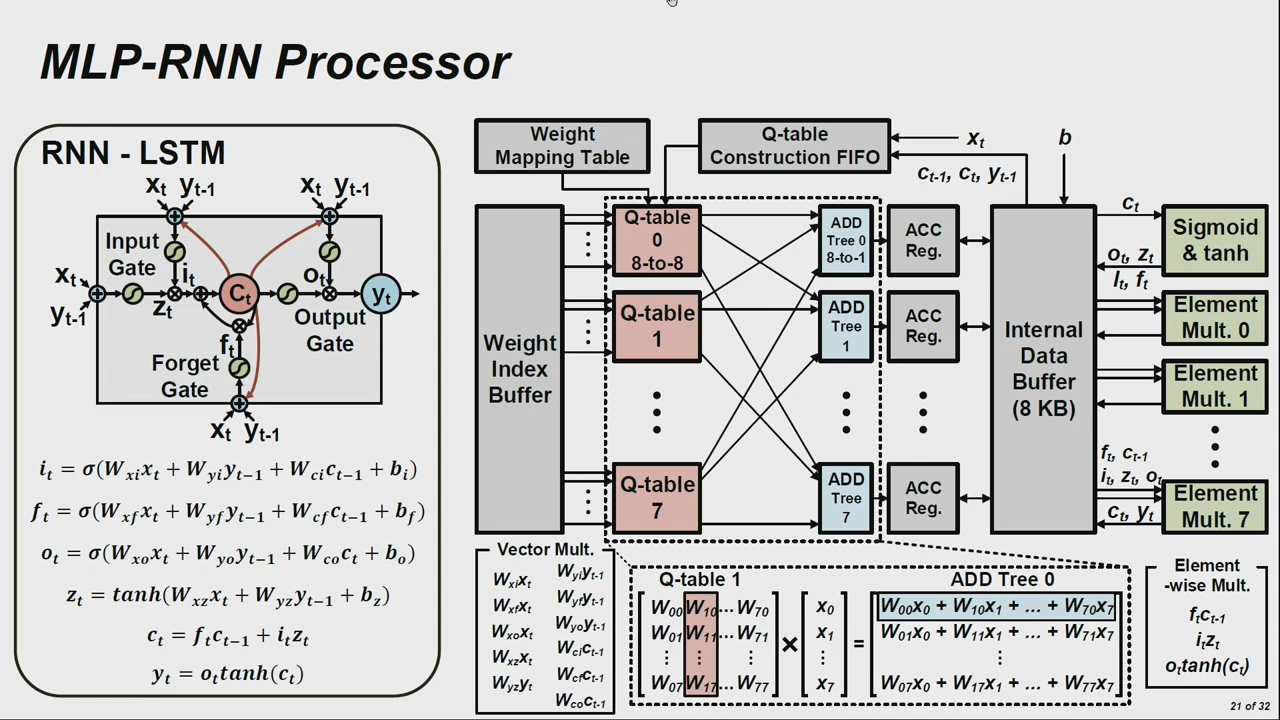 MLP-RNN Processor
RNN - LSTM
xt yt-1
xt yt-1
Input
Gate
it
ot
xt
yt-1
zt
Ct
yt
Output
Gate
ft
Forget
Gate
xt yt-1
it = σ(Wxixt + Wyiyt−1 + Wcict−1 + bi)
ft = σ(Wxfxt + Wyfyt−1 + Wcfct−1 + bf)
ot = σ(Wxoxt + Wyoyt−1 + Wcoct + bo)
zt = tanh(Wxzxt + Wyzyt−1 + bz)
ct = ftct−1 + itzt
yt = ottanh(ct)
Weight
Mapping Table
Q-table
Construction FIFO
xt
ct-1, ct, yt-1
b
Weight
Index
Buffer
Q-table
0
8-to-8
Q-table
1
Q-table
7
ADD
Tree 0
8-to-1
ADD
Tree
1
ADD
Tree
7
ACC
Reg.
ACC
Reg.
ACC
Reg.
Internal
Data
Buffer
(8 KB)
ct
ot, zt
It, ft
ft, ct-1
it, zt, ot
ct, yt
Sigmoid
& tanh
Element
Mult. 0
Element
Mult. 1
Element
Mult. 7
Vector Mult.
Wxixt Wyiyt-1
Wxfxt Wyfyt-1
Wxoxt Wyoyt-1
Wxzxt Wcict-1
Wyzyt Wcfct-1
Wcoct-1
Q-table 1 ADD Tree 0
W00 W10 ... W70 x0 W00x0 + W10x1 + ... + W70x7
W01 W11 ... W71 × x1 = W01x0 + W11x1 + ... + W71x7
⋮ ⋮ ⋮ ⋮ ⋮
W07 W17 ... W77 x7 W07x0 + W17x1 + ... + W77x7
Element
-wise Mult.
ftct-1
itzt
ottanh(ct)
21 of 32